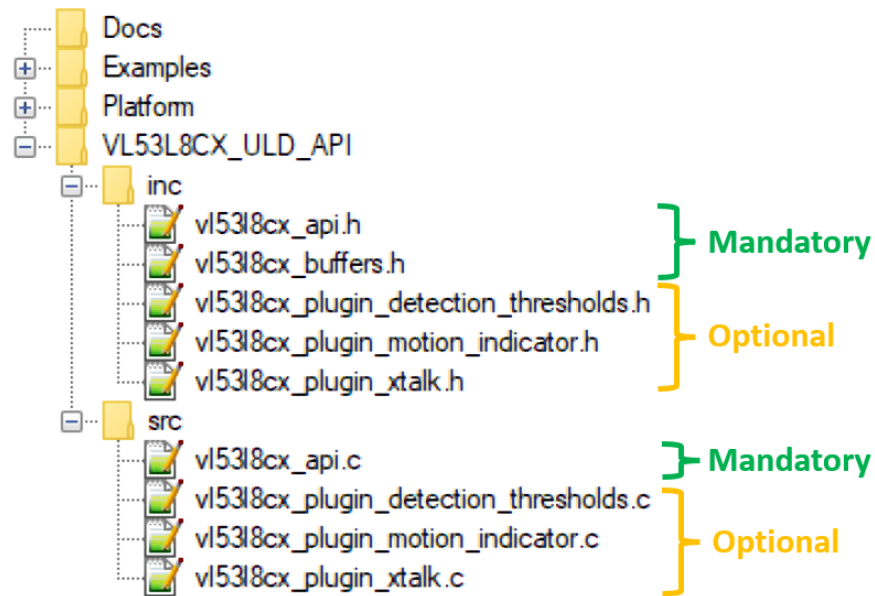 Docs
Examples
Platform
VL53L8CX_ULD_API
inc
vl53l8cx_api.h
vl53l8cx_buffers.h
Mandatory
vl53l8cx_plugin_detection_thresholds.h
vl53l8cx_plugin_motion_indicator.h
Optional
vl53l8cx_plugin_xtalk.h
src
vl53l8cx_api.c
Mandatory
vl53l8cx_plugin_detection_thresholds.c
vl53l8cx_plugin_motion_indicator.c
Optional
vl53l8cx_plugin_xtalk.c